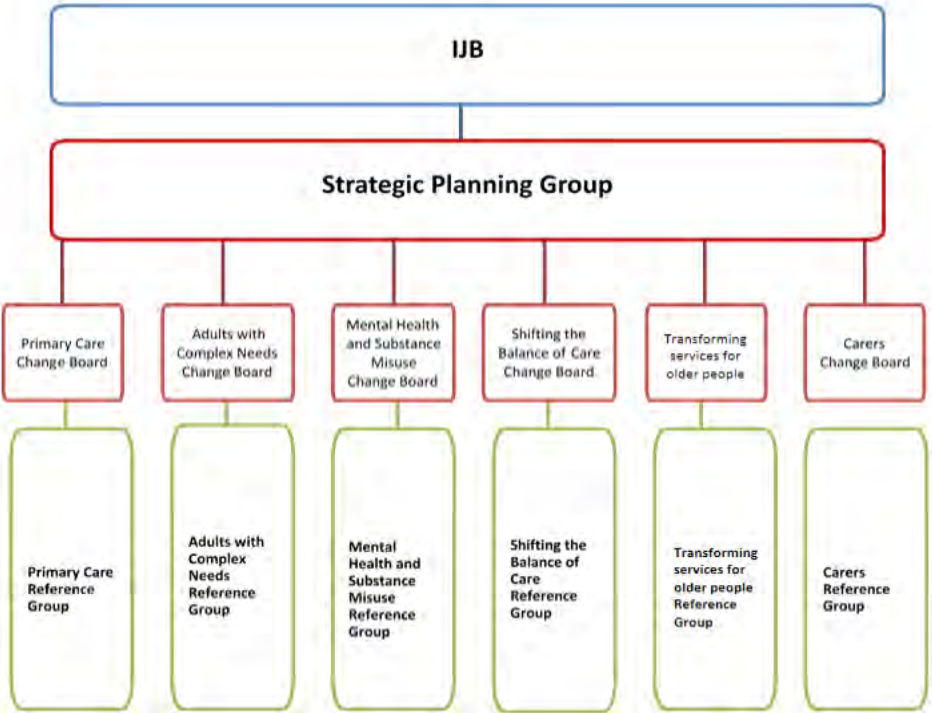 IJB
Strategic Planning Group
Primary Care
Change Board
Adults with
Complex Needs
Change Board
Mental Health
and Substance
Misuse
Change Board
Shifting the
Balance of Care
Change Board
Transforming
services for
older people
Carers
Change Board
Primary Care
Reference
Group
Adults with
Complex
Needs
Reference
Group
Mental
Health and
Substance
Misuse
Reference
Group
Shifting the
Balance of
Care
Reference
Group
Transforming
services for
older people
Reference
Group
Carers
Reference
Group